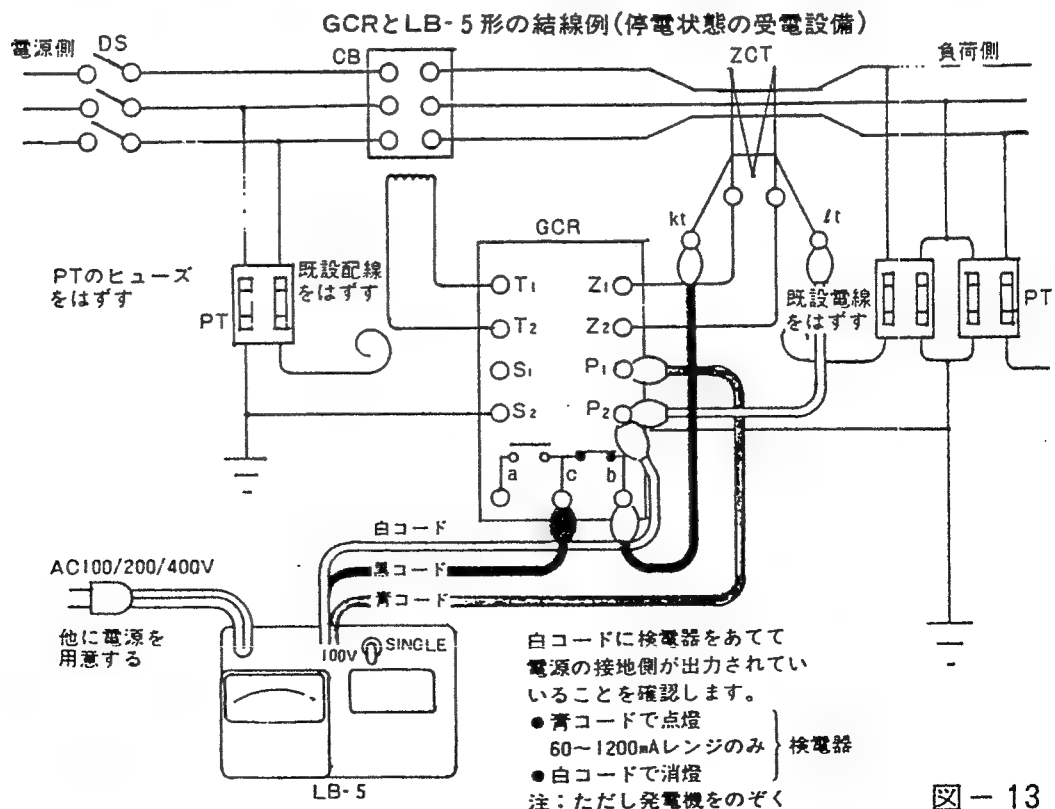 GCRとLB-5形の結線例(停電状態の受電設備)
電源側
DS
CB
ZCT
負荷側
kt
ℓt
GCR
PTのヒューズ
をはずす
既設配線
をはずす
PT
T1
T2
S1
S2
Z1
Z2
P1
P2
a
c
b
既設電線
をはずす
PT
白コード
黒コード
青コード
AC100/200/400V
他に電源を
用意する
100V
SINGLE
LB-5
白コードに検電器をあてて
電源の接地側が出力されてい
いることを確認します。
●青コードで点燈
60〜1200mAレンジのみ
●白コードで消燈
検電器
注:ただし発電機をのぞく
図-13